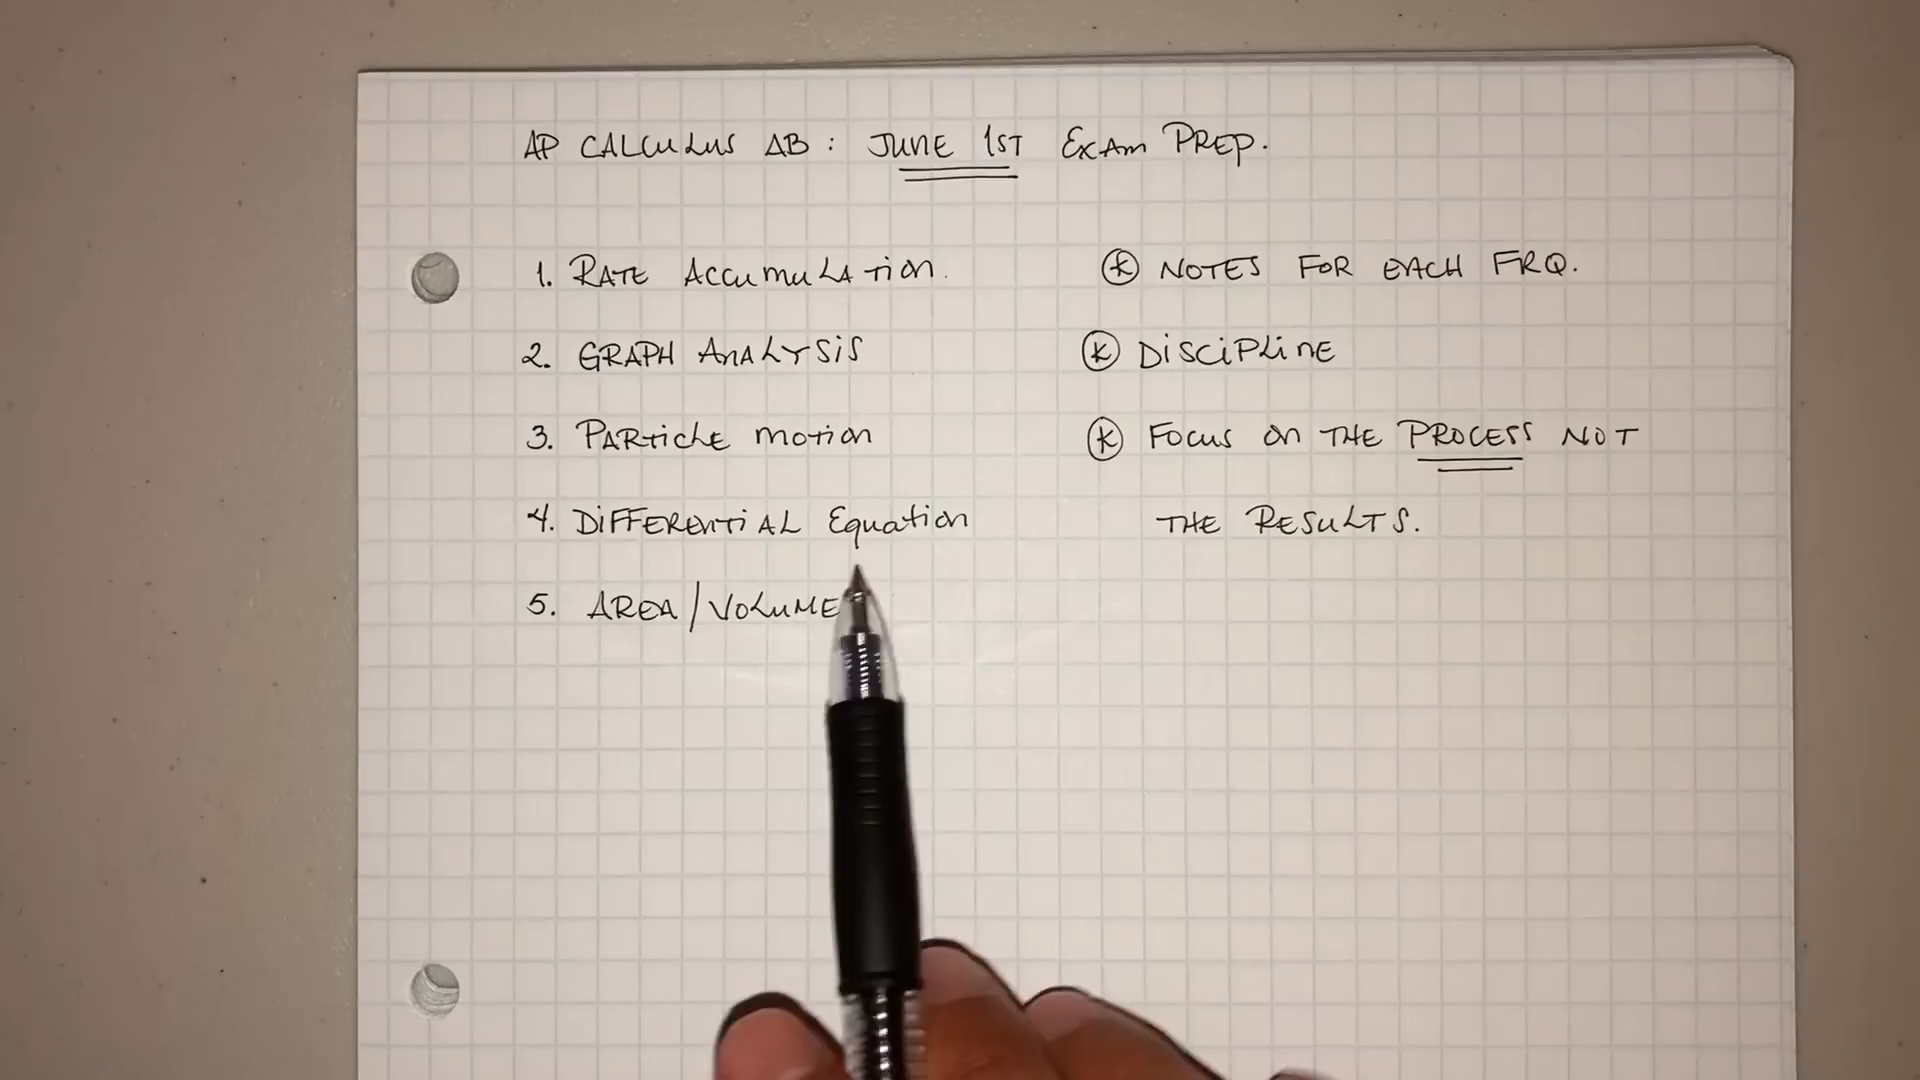 AP CALCULUS AB: JUNE 1ST EXAM PREP.
1. RATE ACCUMULATION.
2. GRAPH ANALYSIS
3. PARTICLE MOTION
4. DIFFERENTIAL Equation
5. AREA/VOLUME
* NOTES FOR EACH FRQ.
* DISCIPLINE
* FOCUS ON THE PROCESS NOT
THE RESULTS.